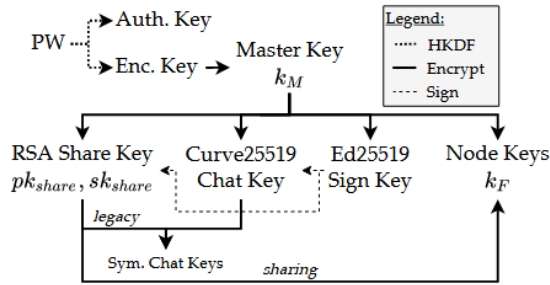 Auth. Key
PW
Enc. Key
Master Key
k_M
Legend:
HKDF
Encrypt
Sign
RSA Share Key
pk_share, sk_share
Curve25519
Chat Key
Ed25519
Sign Key
Node Keys
k_F
legacy
Sym. Chat Keys
sharing